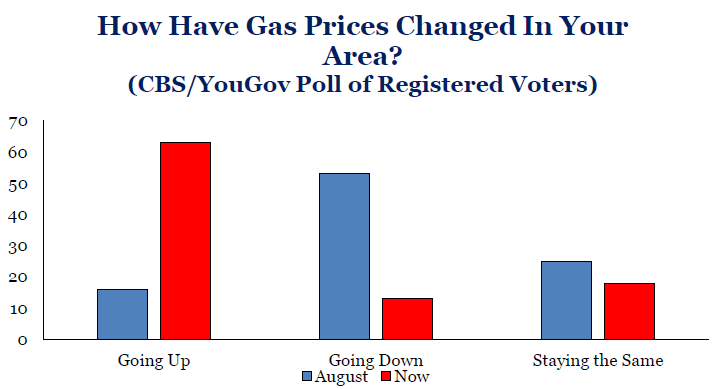 How Have Gas Prices Changed In Your
Area?
(CBS/YouGov Poll of Registered Voters)
70
60
50
40
30
20
10
0
Going Up
Going Down
Staying the Same
August
Now